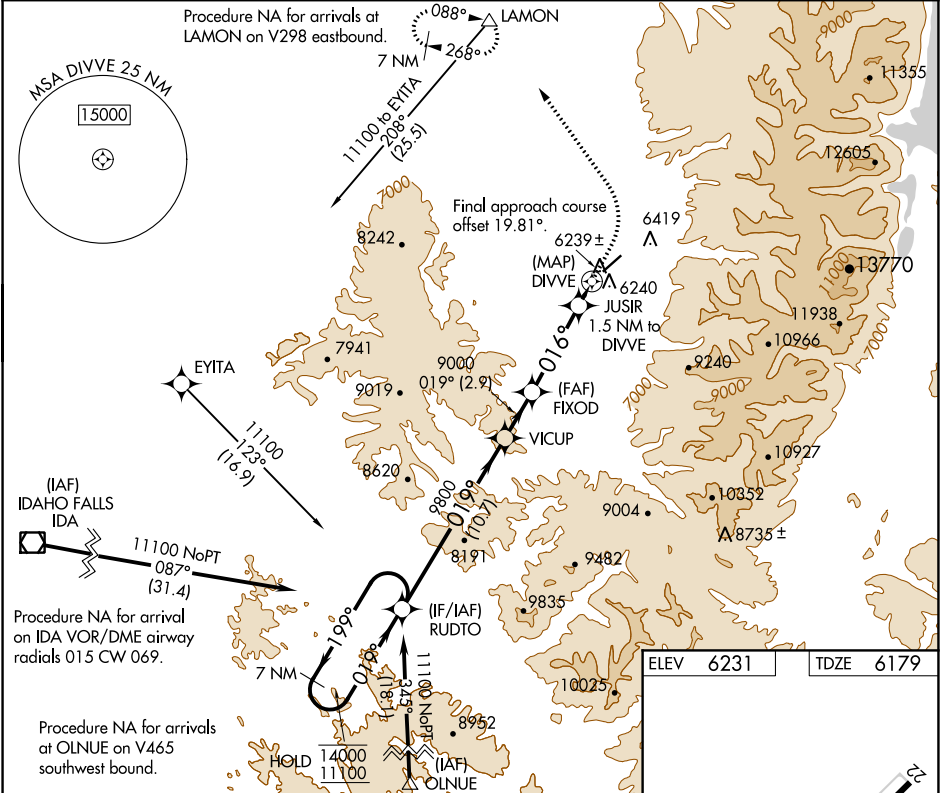 Procedure NA for arrivals at
LAMON on V298 eastbound.
088°
LAMON
7 NM
268°
11355
MSA DIVVE 25 NM
15000
11100 to EYITA
208°
(25.5)
12605
7000
Final approach course
offset 19.81°.
6419
8242
6239 ±
(MAP)
DIVVE
6240
13770
11000
JUSIR
1.5 NM to
DIVVE
11938
7941
016°
10966
7000
EYITA
9000
019° (2.9)
9240
9000
9019
(FAF)
FIXOD
7000
11100
123°
(16.9)
VICUP
10927
8620
9800
019°
(10.7)
10352
(IAF)
IDAHO FALLS
IDA
9004
8735 ±
11100 NoPT
087°
(31.4)
8191
9482
Procedure NA for arrival
on IDA VOR/DME airway
radials 015 CW 069.
199°
(IF/IAF)
RUDTO
9835
7 NM
019°
11100 NoPT
345°
(18.1)
ELEV 6231
TDZE 6179
10025
Procedure NA for arrivals
at OLNUE on V465
southwest bound.
8952
HOLD
14000
11100
(IAF)
OLNUE
22